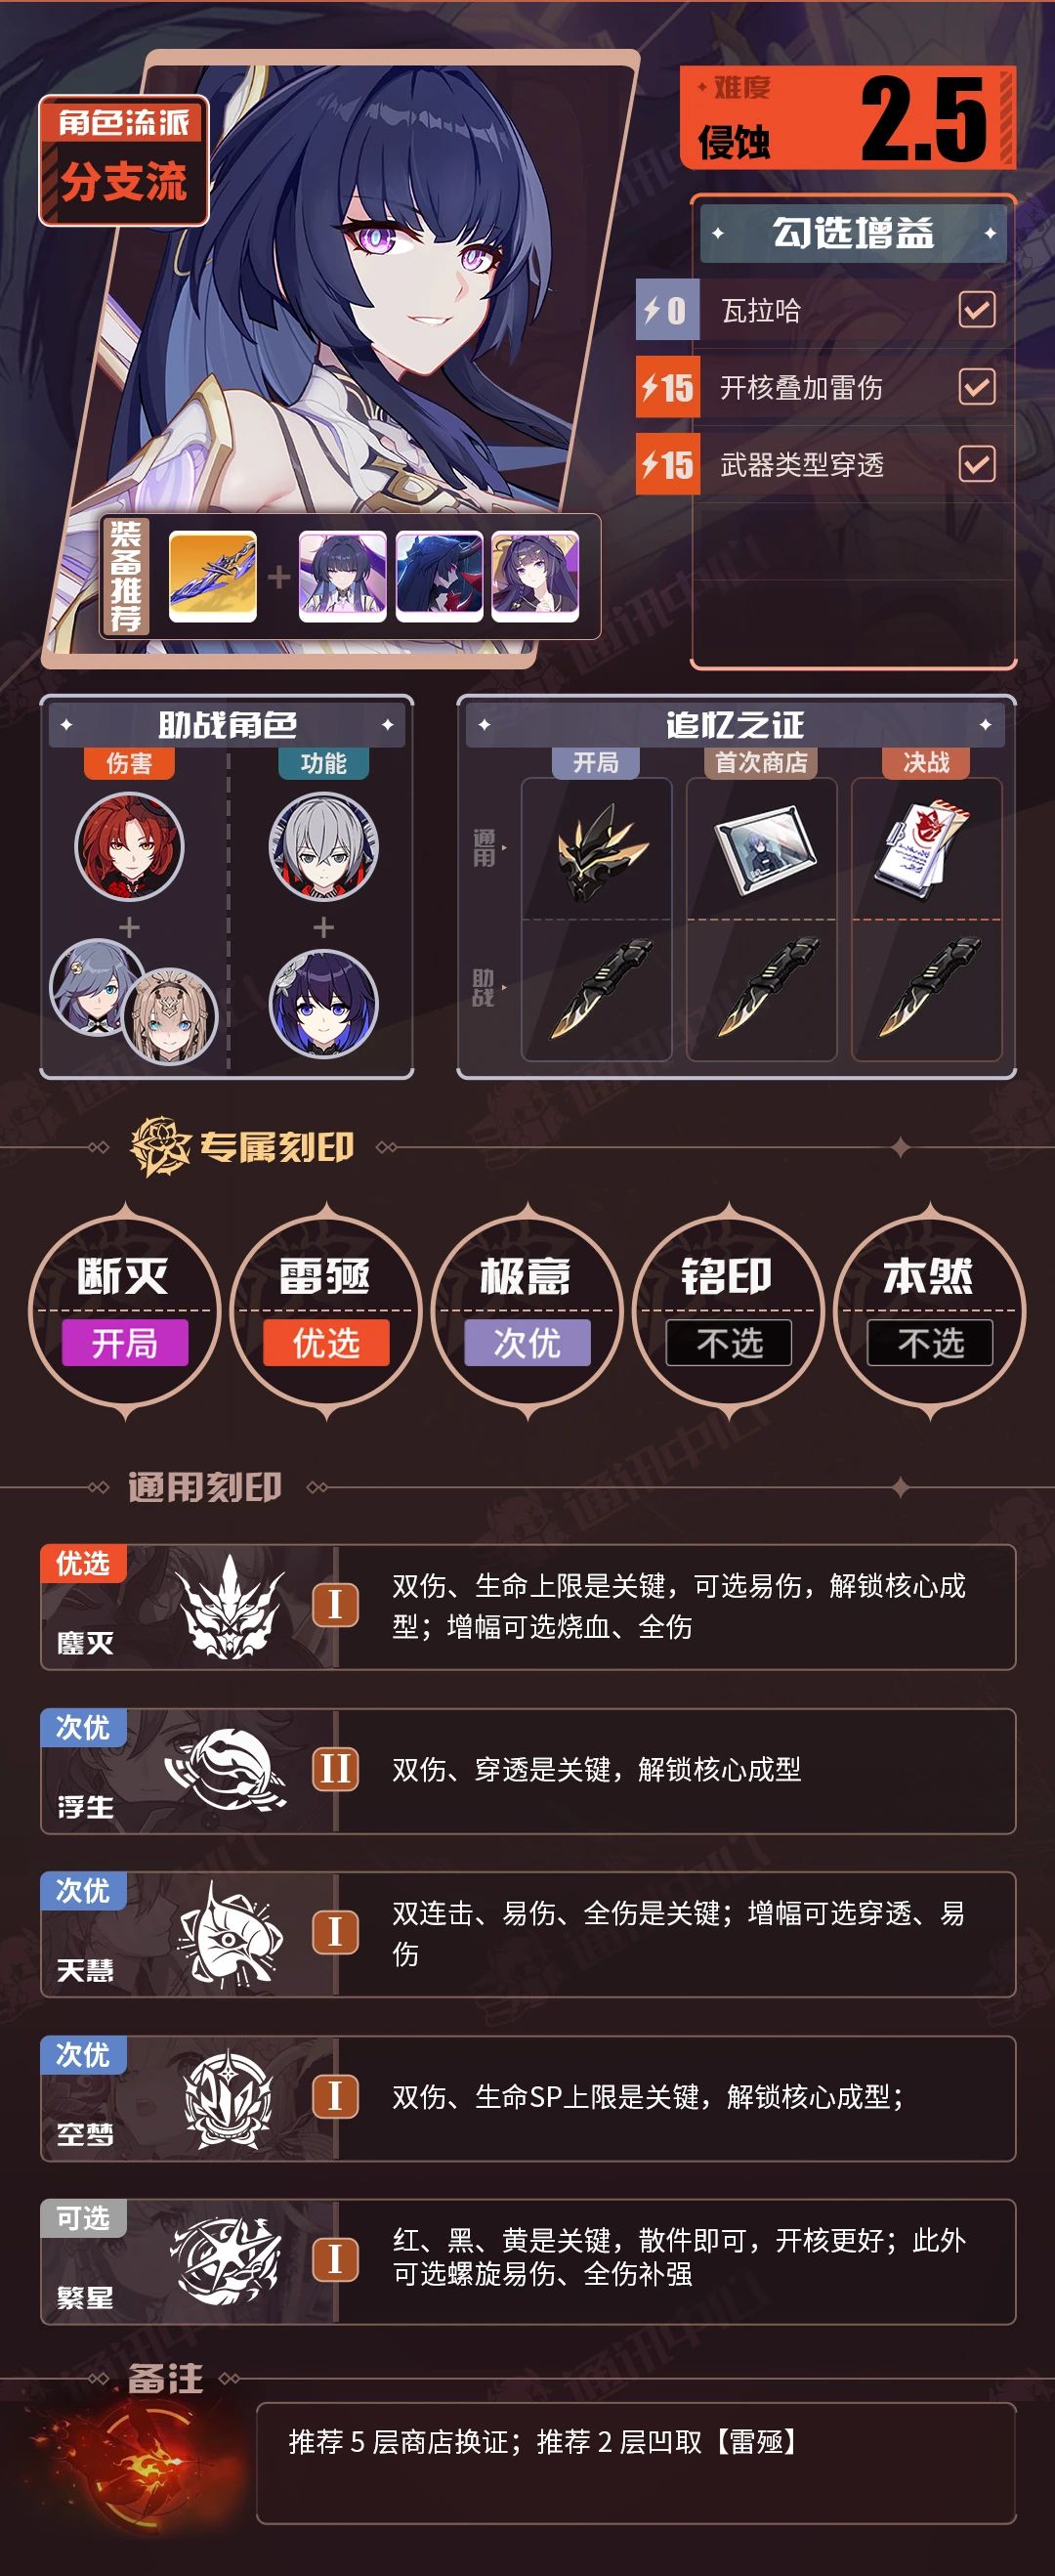 角色流派
分支流
难度
侵蚀
2.5
勾选增益
0
瓦拉哈
15
开核叠加雷伤
15
武器类型穿透
装备推荐
助战角色
伤害
功能
追忆之证
开局
首次商店
决战
通用
助战
专属刻印
断灭
开局
雷殛
优选
极意
次优
铭印
不选
本然
不选
通用刻印
优选
鏖灭
I
双伤、生命上限是关键，可选易伤，解锁核心成
型；增幅可选烧血、全伤
次优
浮生
II
双伤、穿透是关键，解锁核心成型
次优
天慧
I
双连击、易伤、全伤是关键；增幅可选穿透、易
伤
次优
空梦
I
双伤、生命SP上限是关键，解锁核心成型；
可选
繁星
I
红、黑、黄是关键，散件即可，开核更好；此外
可选螺旋易伤、全伤补强
备注
推荐 5 层商店换证；推荐 2 层凹取【雷殛】
通讯中心